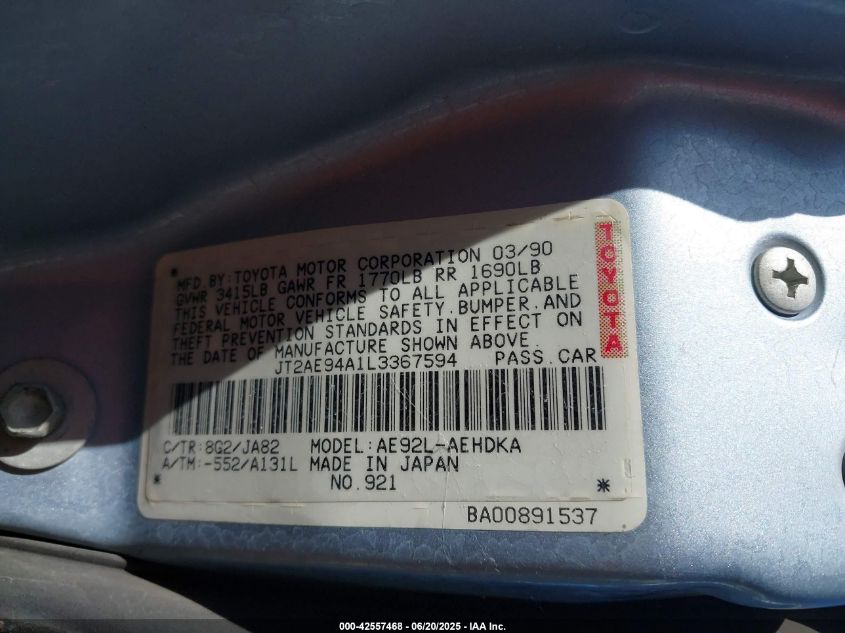 MFD.BY:TOYOTA MOTOR CORPORATION 03/90
GVWR 3415LB GAWR FR 1770LB RR 1690LB
THIS VEHICLE CONFORMS TO ALL APPLICABLE
FEDERAL MOTOR VEHICLE SAFETY,BUMPER,AND
THEFT PREVENTION STANDARDS IN EFFECT ON
THE DATE OF MANUFACTURE SHOWN ABOVE.
JT2AE94A1L3367594 PASS.CAR
TOYOTA
C/TR:8G2/JA82 MODEL:AE92L-AEHDKA
A/TM:-552/A131L MADE IN JAPAN
NO.921
BA00891537
000-42557468 - 06/20/2025 - IAA Inc.